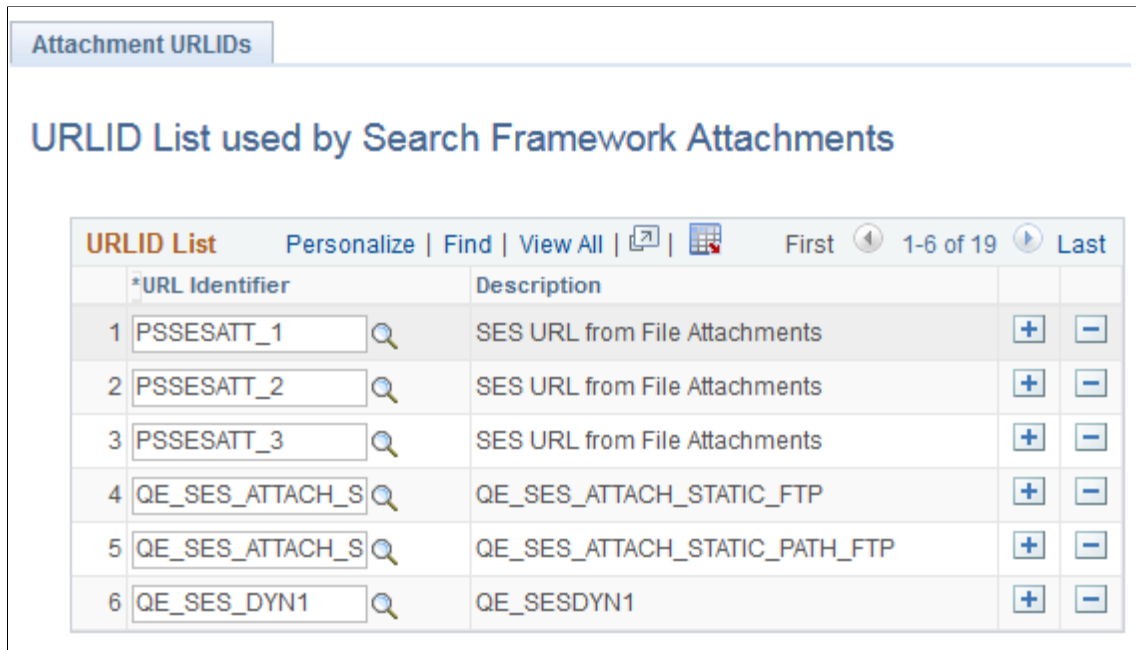 Attachment URLIDs
URLID List used by Search Framework Attachments
URLID List Personalize | Find | View All | | First 1-6 of 19 Last
*URL Identifier Description
1 PSSESATT_1 SES URL from File Attachments
2 PSSESATT_2 SES URL from File Attachments
3 PSSESATT_3 SES URL from File Attachments
4 QE_SES_ATTACH_S QE_SES_ATTACH_STATIC_FTP
5 QE_SES_ATTACH_S QE_SES_ATTACH_STATIC_PATH_FTP
6 QE_SES_DYN1 QE_SESDYN1